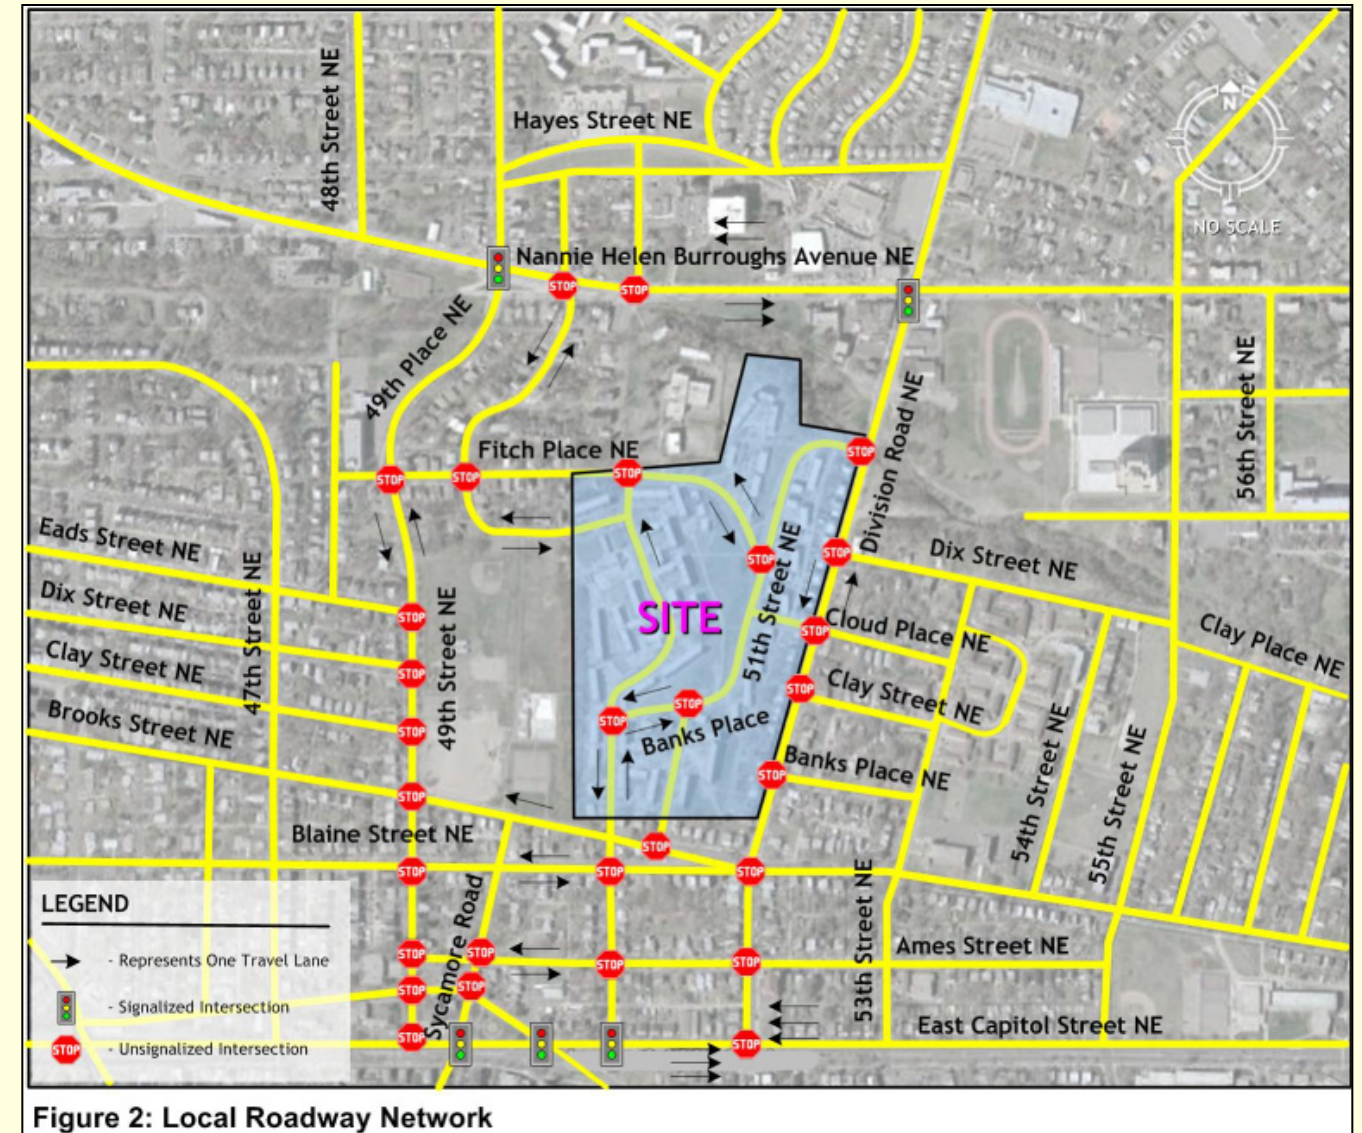 48th Street NE
Hayes Street NE
N
NO SCALE
Nannie Helen Burroughs Avenue NE
STOP
STOP
49th Place NE
56th Street NE
Division Road NE
Fitch Place NE
STOP
STOP
STOP
STOP
Eads Street NE
47th Street NE
49th Street NE
51th Street NE
STOP
STOP
Dix Street NE
Dix Street NE
SITE
STOP
STOP
Cloud Place NE
Clay Place NE
Clay Street NE
STOP
STOP
Clay Street NE
Brooks Street NE
STOP
STOP
STOP
Banks Place
54th Street NE
55th Street NE
STOP
Banks Place NE
STOP
Blaine Street NE
STOP
STOP
STOP
STOP
53th Street NE
Sycamore Road
LEGEND
- Represents One Travel Lane
- Signalized Intersection
STOP
- Unsignalized Intersection
STOP
STOP
STOP
STOP
Ames Street NE
STOP
STOP
STOP
STOP
East Capitol Street NE
Figure 2: Local Roadway Network